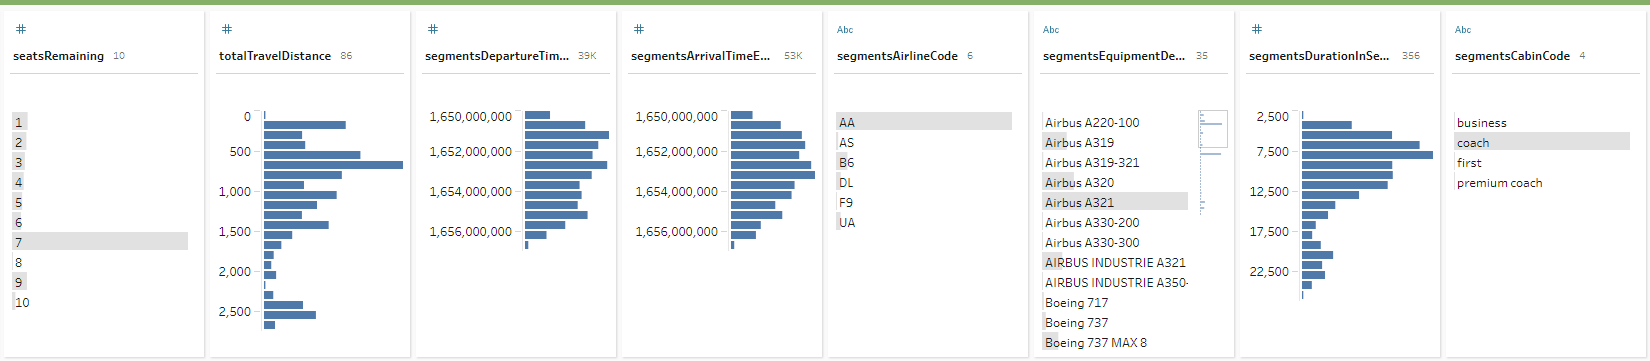 #
seatsRemaining 10
1
2
3
4
5
6
7
8
9
10
#
totalTravelDistance 86
0
500
1,000
1,500
2,000
2,500
#
segmentsDepartureTim... 39K
1,650,000,000
1,652,000,000
1,654,000,000
1,656,000,000
#
segmentsArrivalTimeE... 53K
1,650,000,000
1,652,000,000
1,654,000,000
1,656,000,000
Abc
segmentsAirlineCode 6
AA
AS
B6
DL
F9
UA
Abc
segmentsEquipmentDe... 35
Airbus A220-100
Airbus A319
Airbus A319-321
Airbus A320
Airbus A321
Airbus A330-200
Airbus A330-300
AIRBUS INDUSTRIE A321
AIRBUS INDUSTRIE A350-
Boeing 717
Boeing 737
Boeing 737 MAX 8
#
segmentsDurationInSe... 356
2,500
7,500
12,500
17,500
22,500
Abc
segmentsCabinCode 4
business
coach
first
premium coach